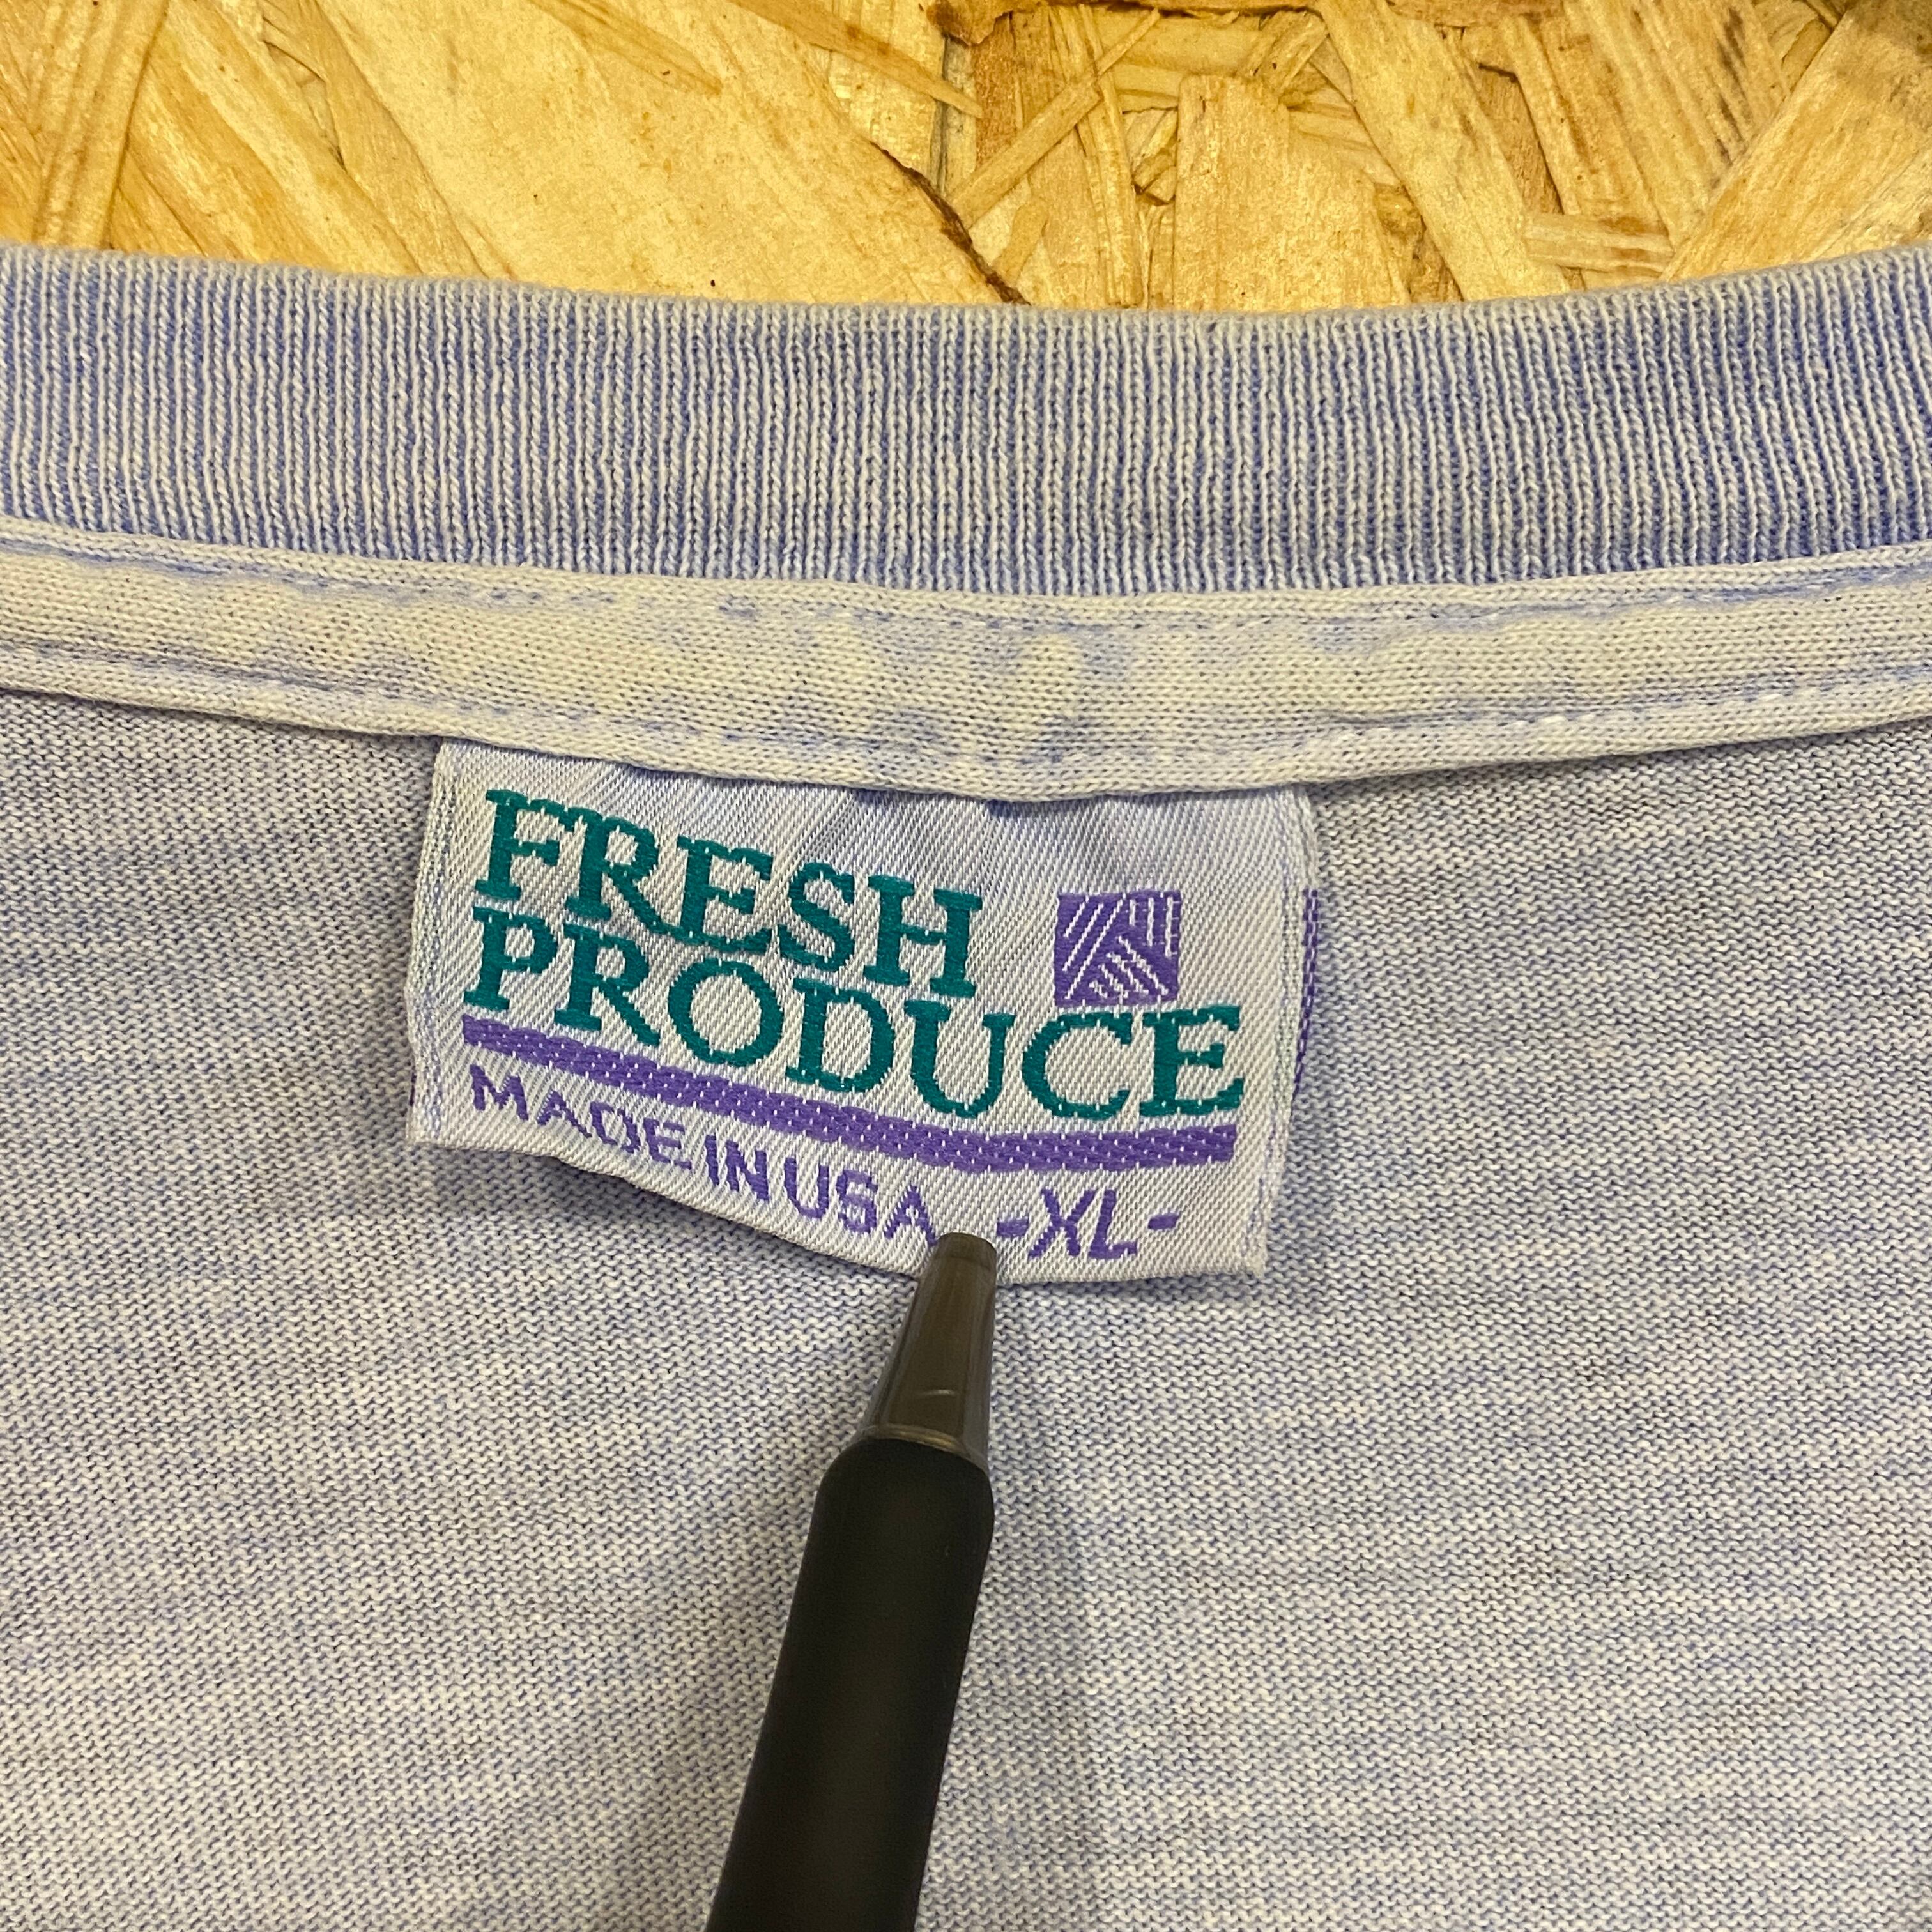 FRESH
PRODUCE
MADE IN USA -XL-